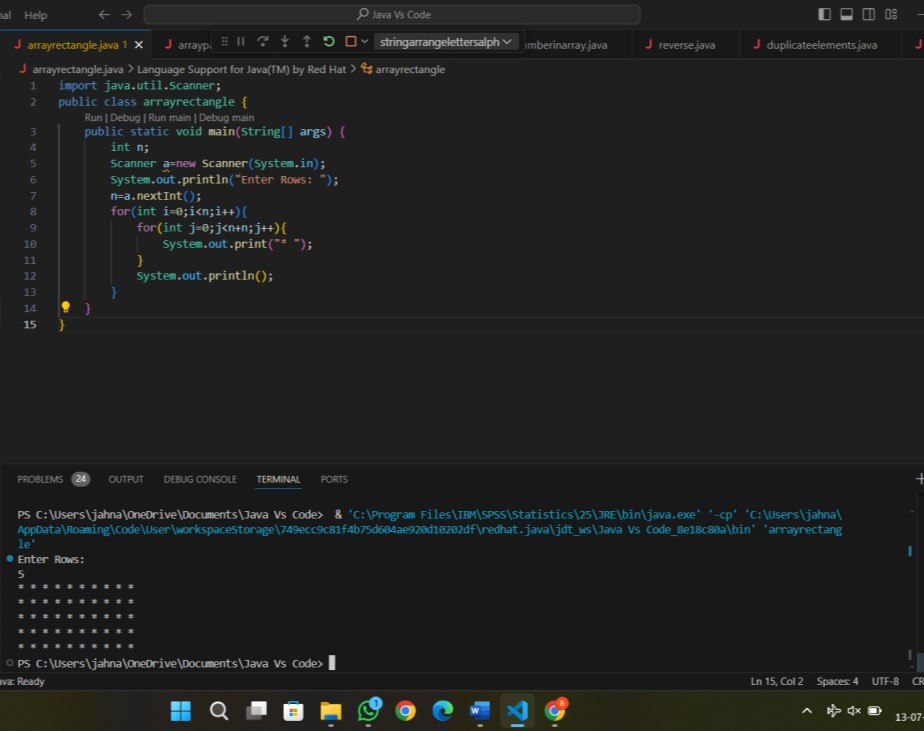 Help
Java Vs Code
arrayrectangle.java 1
stringarrangelettersalph
reverse.java
duplicateelements.java
arrayrectangle.java > Language Support for Java(TM) by Red Hat > arrayrectangle
1 import java.util.Scanner;
2 public class arrayrectangle {
Run | Debug | Run main | Debug main
3 public static void main(String[] args) {
4 int n;
5 Scanner a=new Scanner(System.in);
6 System.out.println("Enter Rows: ");
7 n=a.nextInt();
8 for(int i=0;i<n;i++){
9 for(int j=0;j<n+n;j++){
10 System.out.print("* ");
11 }
12 System.out.println();
13 }
14 }
15 }
PROBLEMS 24 OUTPUT DEBUG CONSOLE TERMINAL PORTS
PS C:\Users\jahna\OneDrive\Documents\Java Vs Code> & 'C:\Program Files\IBM\SPSS\Statistics\25\JRE\bin\java.exe' '-cp' 'C:\Users\jahna\
AppData\Roaming\Code\User\workspaceStorage\749ecc9c81f4b75d604ae920d10202df\redhat.java\jdt_ws\Java Vs Code_8e18c80a\bin' 'arrayrectang
le'
Enter Rows:
5
* * * * * * * * * *
* * * * * * * * * *
* * * * * * * * * *
* * * * * * * * * *
* * * * * * * * * *
PS C:\Users\jahna\OneDrive\Documents\Java Vs Code>
Ready Ln 15, Col 2 Spaces: 4 UTF-8
13-07